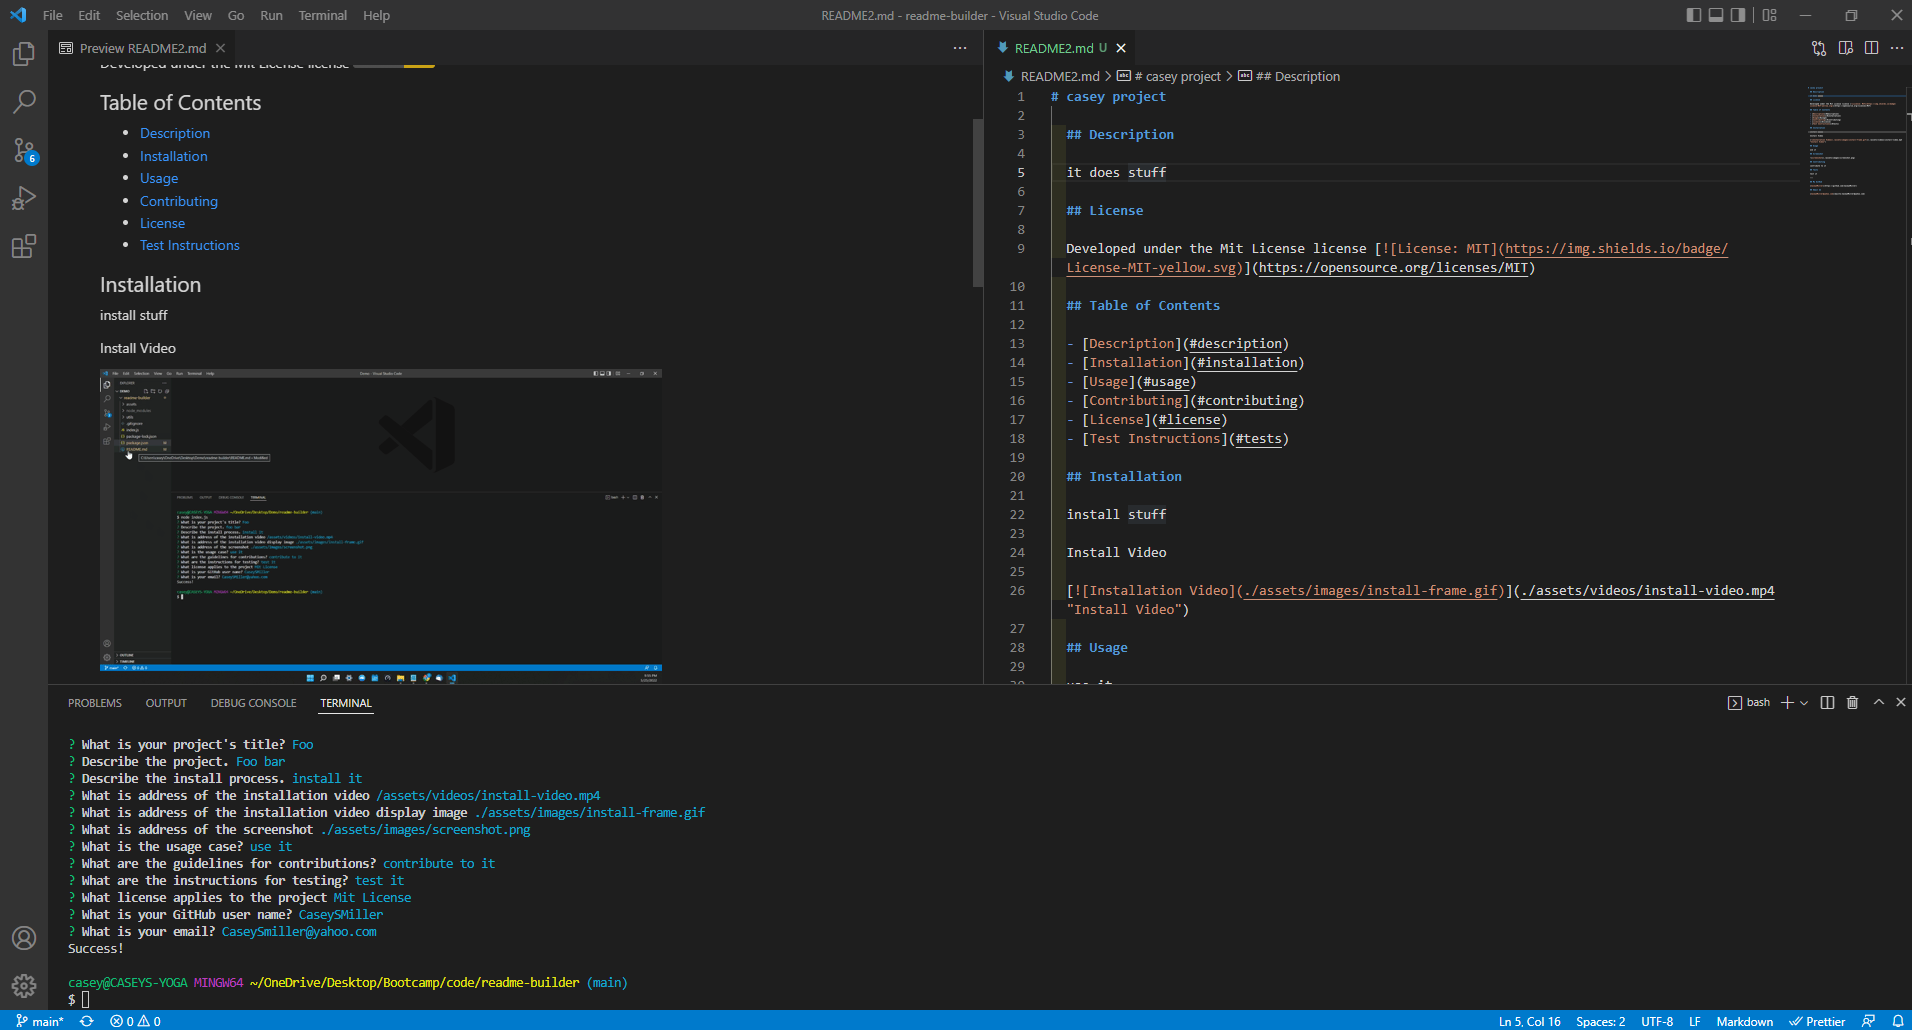 File Edit Selection View Go Run Terminal Help
README2.md - readme-builder - Visual Studio Code
Preview README2.md
Developed under the Mit License license
Table of Contents
Description
Installation
Usage
Contributing
License
Test Instructions
Installation
install stuff
Install Video
README2.md U
README2.md > # casey project > ## Description
1 # casey project
2
3 ## Description
4
5 it does stuff
6
7 ## License
8
9 Developed under the Mit License license [![License: MIT](https://img.shields.io/badge/
License-MIT-yellow.svg)](https://opensource.org/licenses/MIT)
10
11 ## Table of Contents
12
13 - [Description](#description)
14 - [Installation](#installation)
15 - [Usage](#usage)
16 - [Contributing](#contributing)
17 - [License](#license)
18 - [Test Instructions](#tests)
19
20 ## Installation
21
22 install stuff
23
24 Install Video
25
26 [![Installation Video](./assets/images/install-frame.gif)](./assets/videos/install-video.mp4
"Install Video")
27
28 ## Usage
29
30 use it
6
PROBLEMS OUTPUT DEBUG CONSOLE TERMINAL
bash
? What is your project's title? Foo
? Describe the project. Foo bar
? Describe the install process. install it
? What is address of the installation video /assets/videos/install-video.mp4
? What is address of the installation video display image ./assets/images/install-frame.gif
? What is address of the screenshot ./assets/images/screenshot.png
? What is the usage case? use it
? What are the guidelines for contributions? contribute to it
? What are the instructions for testing? test it
? What license applies to the project Mit License
? What is your GitHub user name? CaseySMiller
? What is your email? CaseySmiller@yahoo.com
Success!
casey@CASEYS-YOGA MINGW64 ~/OneDrive/Desktop/Bootcamp/code/readme-builder (main)
$
main* 0 0
Ln 5, Col 16 Spaces: 2 UTF-8 LF Markdown Prettier